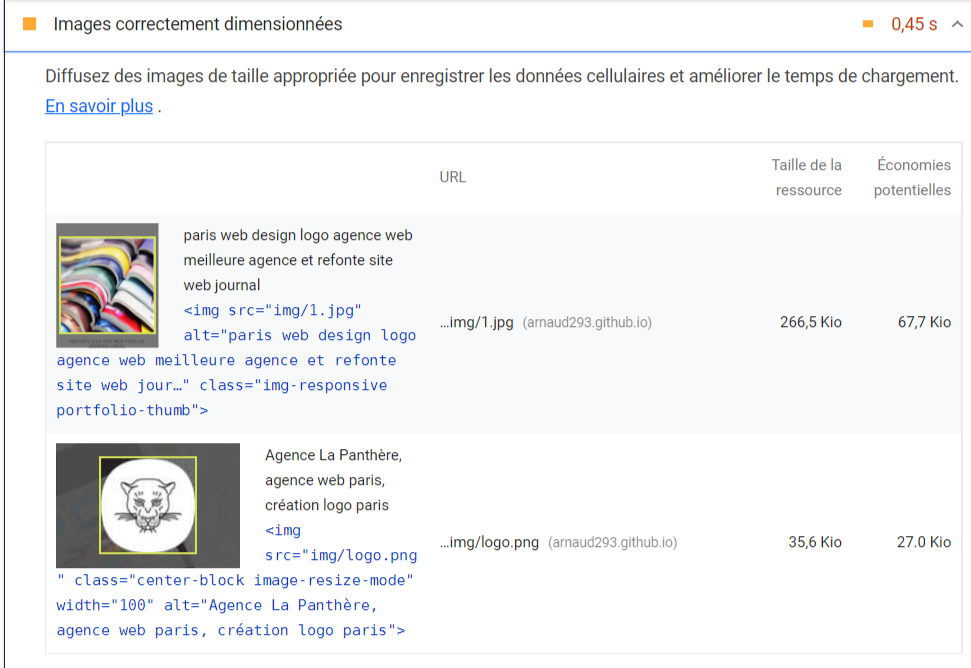 Images correctement dimensionnées
0,45 s
Diffusez des images de taille appropriée pour enregistrer les données cellulaires et améliorer le temps de chargement.
En savoir plus .
URL
Taille de la
ressource
Économies
potentielles
paris web design logo agence web
meilleure agence et refonte site
web journal
<img src="img/1.jpg"
alt="paris web design logo
agence web meilleure agence et refonte
site web jour…" class="img-responsive
portfolio-thumb">
…img/1.jpg (arnaud293.github.io)
266,5 Kio
67,7 Kio
Agence La Panthère,
agence web paris,
création logo paris
<img
src="img/logo.png
" class="center-block image-resize-mode"
width="100" alt="Agence La Panthère,
agence web paris, création logo paris">
…img/logo.png (arnaud293.github.io)
35,6 Kio
27.0 Kio